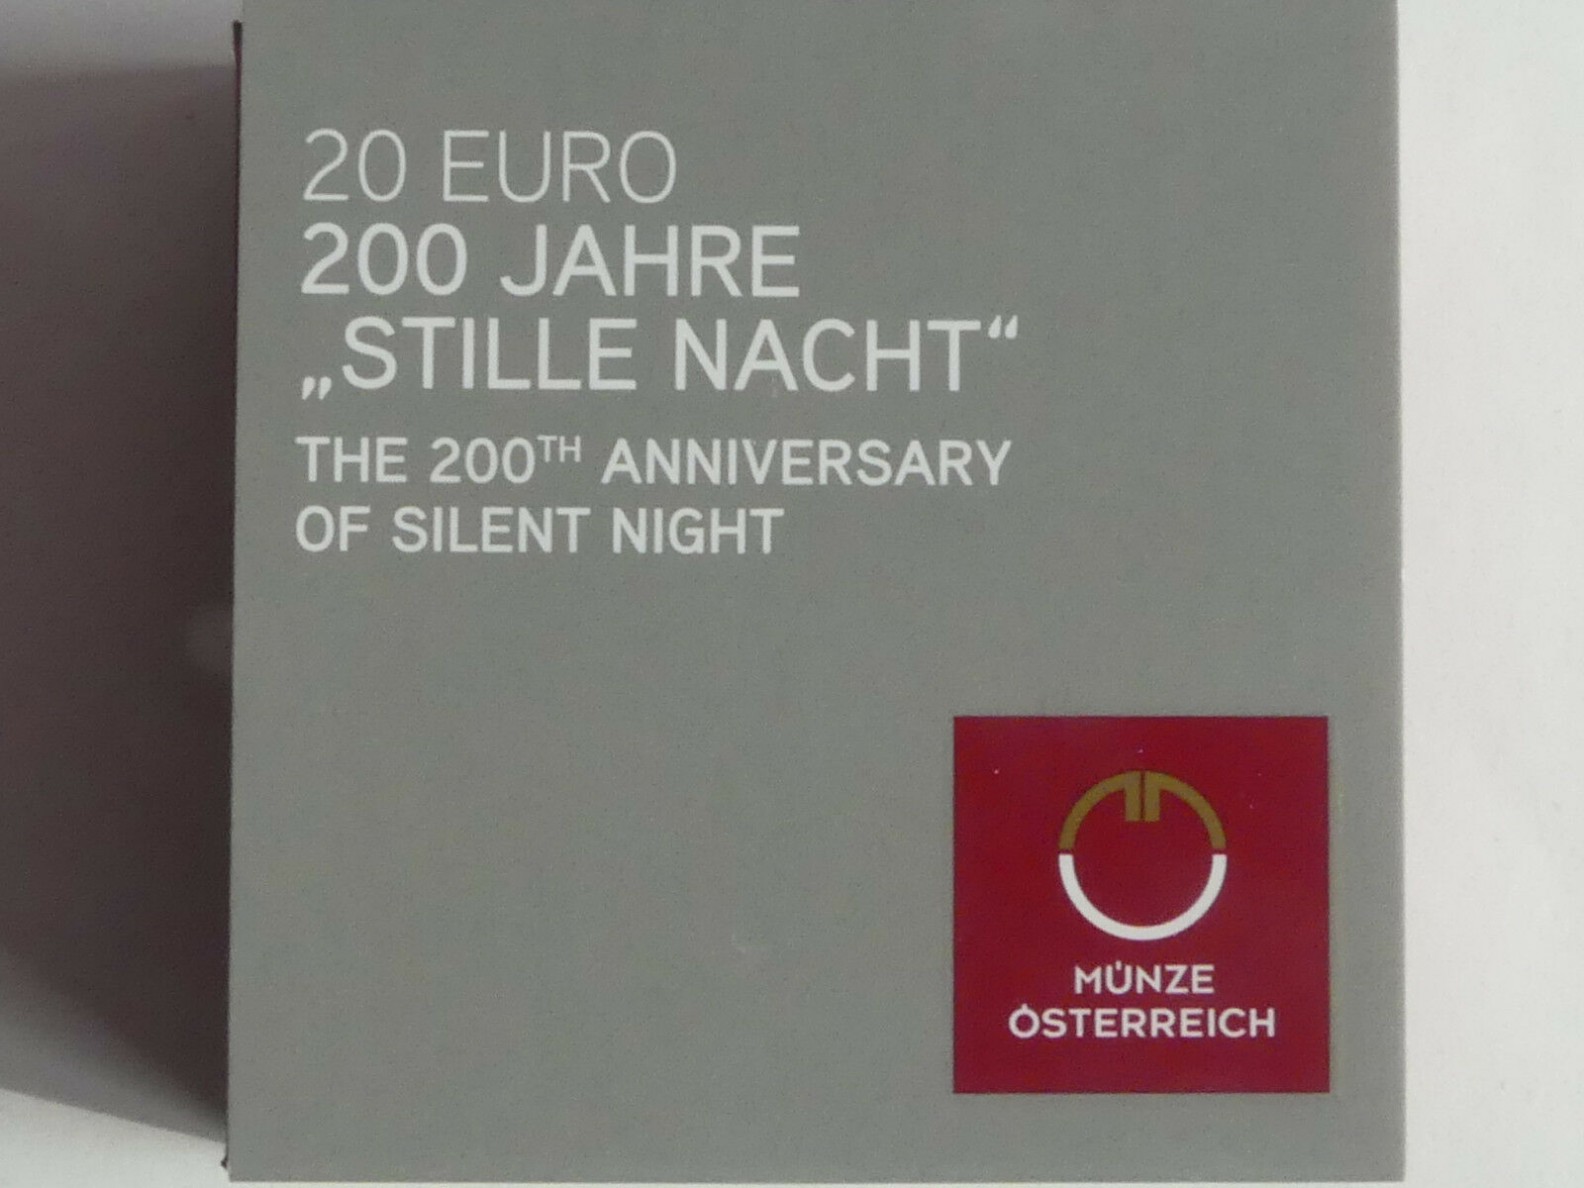 20 EURO
200 JAHRE
„STILLE NACHT“
THE 200TH ANNIVERSARY
OF SILENT NIGHT
MÜNZE
ÖSTERREICH